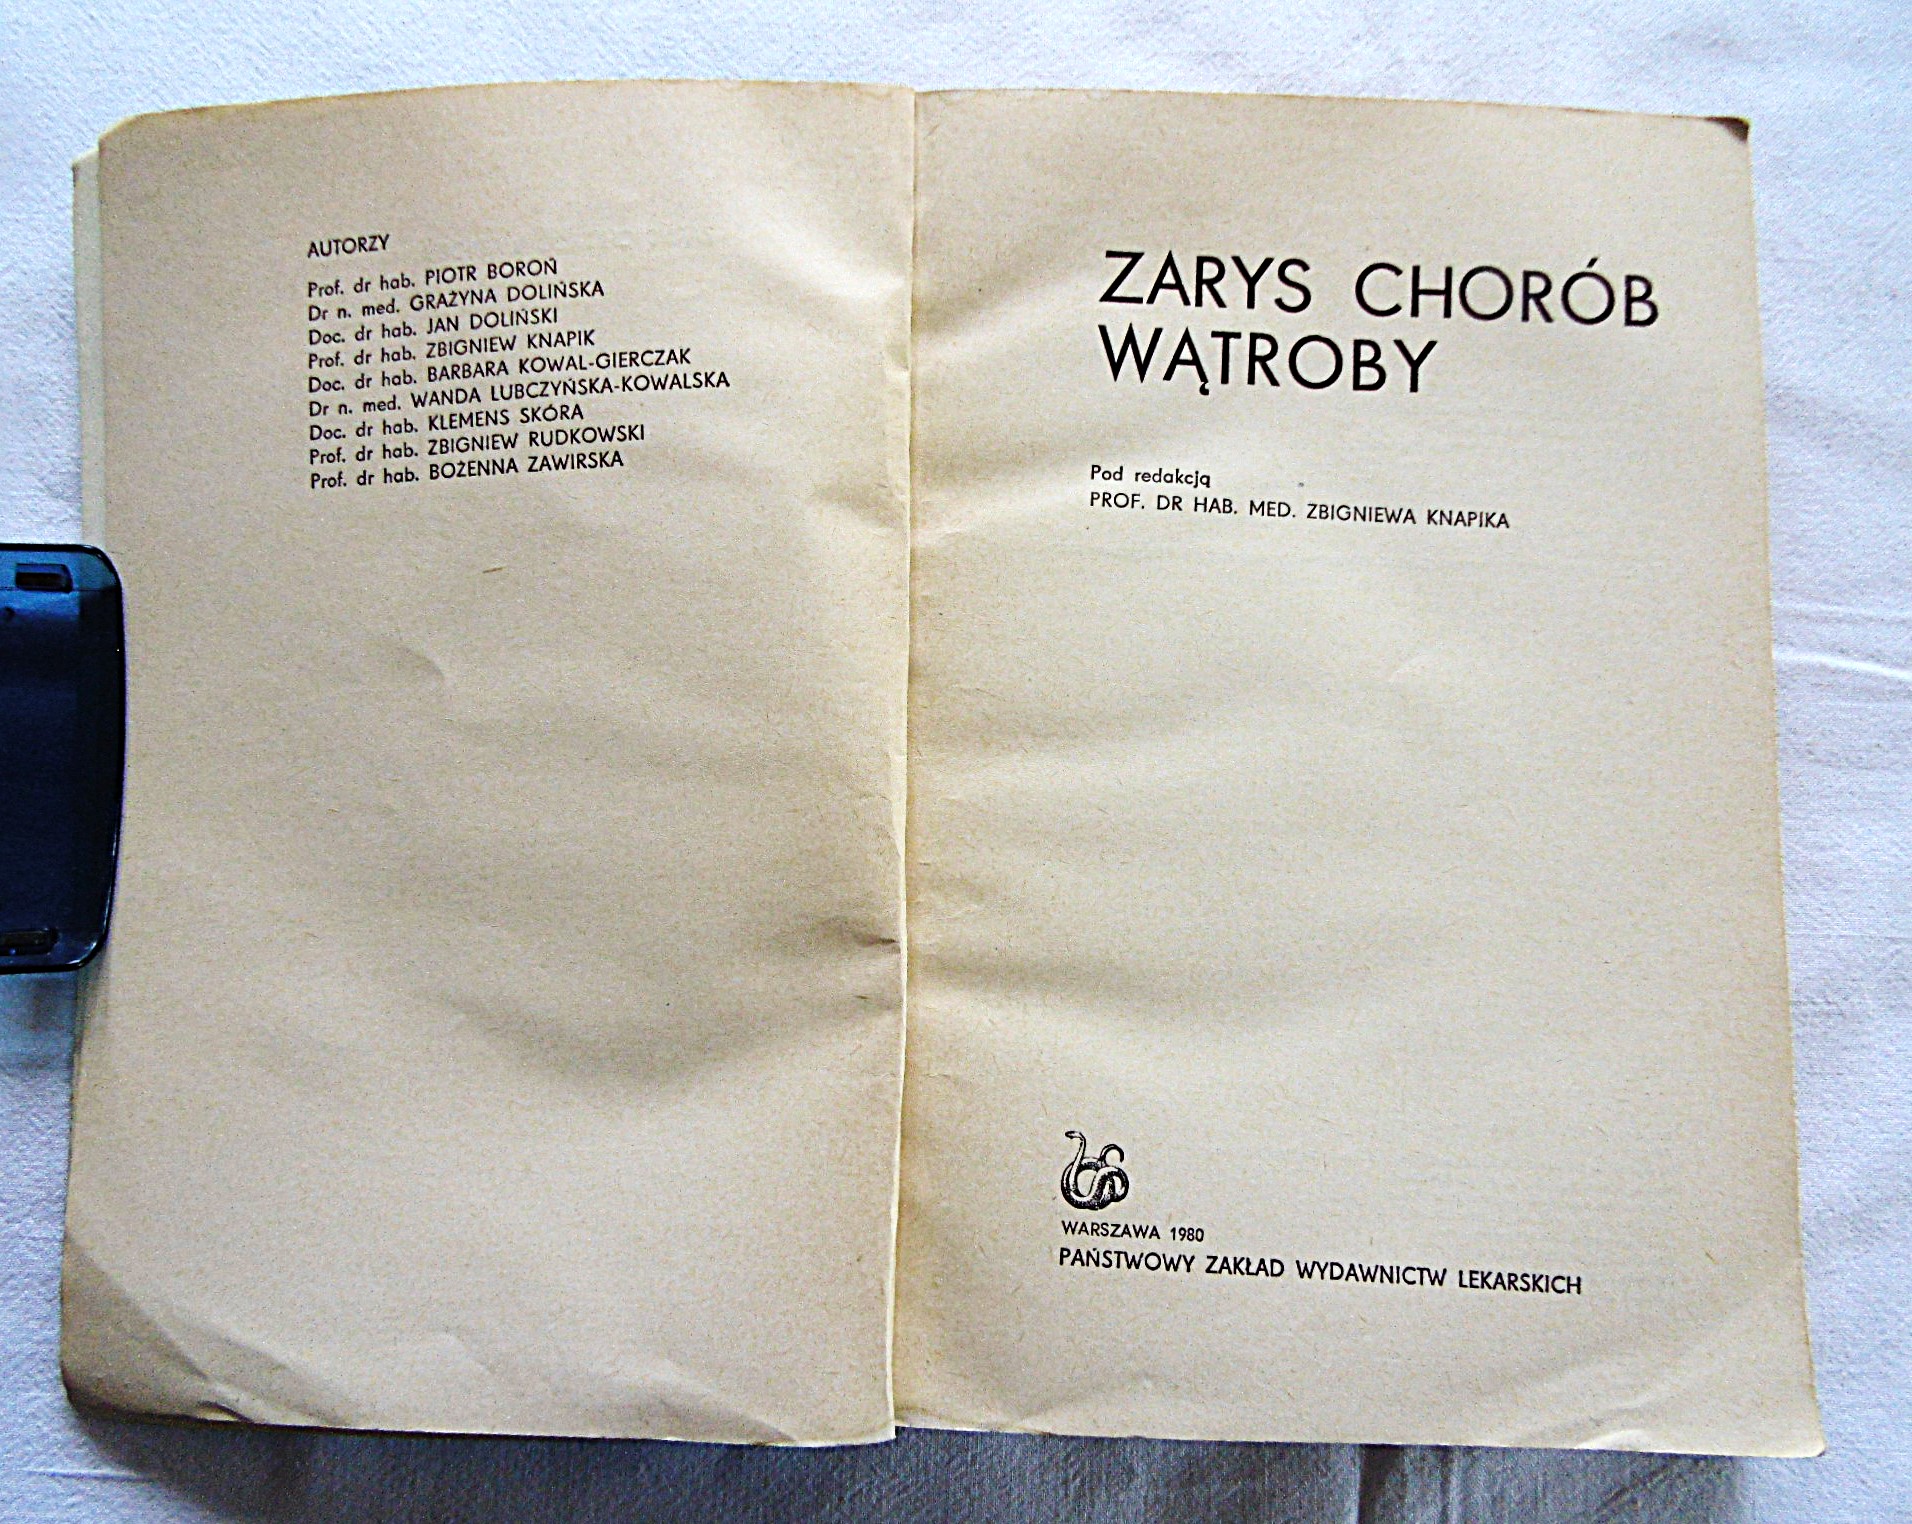 AUTORZY
Prof. dr hab. PIOTR BOROŃ
Dr n. med. GRAŻYNA DOLIŃSKA
Doc. dr hab. JAN DOLIŃSKI
Prof. dr hab. ZBIGNIEW KNAPIK
Doc. dr hab. BARBARA KOWAL-GIERCZAK
Dr n. med. WANDA LUBCZYŃSKA-KOWALSKA
Doc. dr hab. KLEMENS SKÓRA
Prof. dr hab. ZBIGNIEW RUDKOWSKI
Prof. dr hab. BOŻENNA ZAWIRSKA
ZARYS CHORÓB
WĄTROBY
Pod redakcją
PROF. DR HAB. MED. ZBIGNIEWA KNAPIKA
WARSZAWA 1980
PAŃSTWOWY ZAKŁAD WYDAWNICTW LEKARSKICH